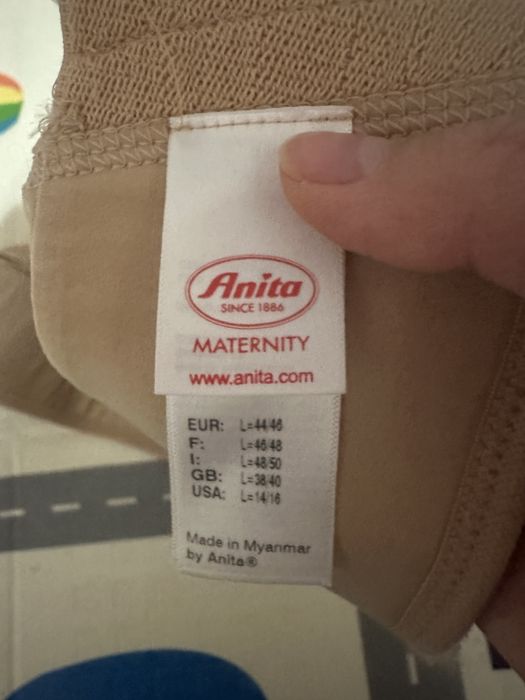 Anita
SINCE 1886
MATERNITY
www.anita.com
EUR: L=44/46
F: L=46/48
I: L=48/50
GB: L=38/40
USA: L=14/16
Made in Myanmar
by Anita®